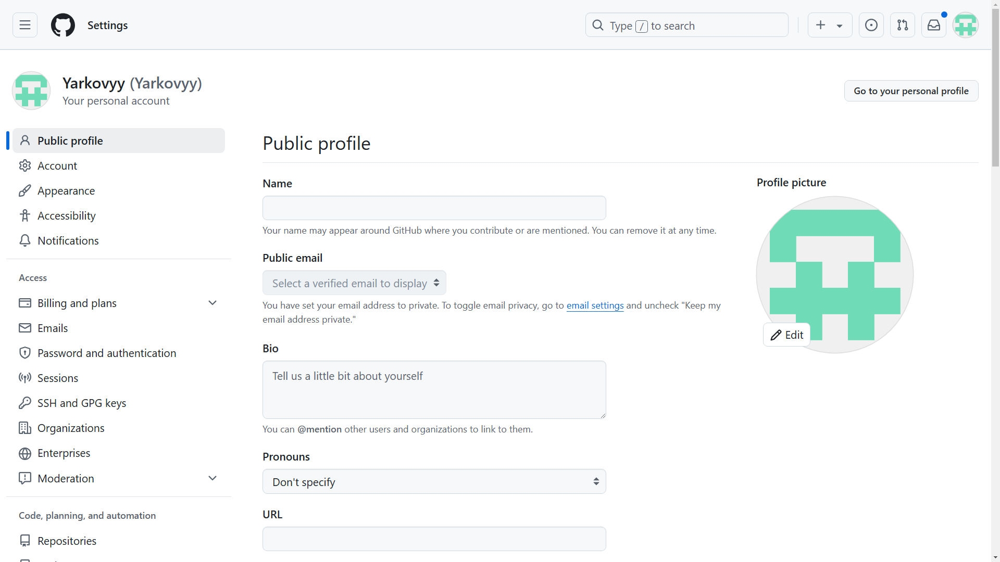 Settings
Type / to search
Yarkovyy (Yarkovyy)
Your personal account
Go to your personal profile
Public profile
Account
Appearance
Accessibility
Notifications
Access
Billing and plans
Emails
Password and authentication
Sessions
SSH and GPG keys
Organizations
Enterprises
Moderation
Code, planning, and automation
Repositories
Public profile
Name
Your name may appear around GitHub where you contribute or are mentioned. You can remove it at any time.
Public email
Select a verified email to display
You have set your email address to private. To toggle email privacy, go to email settings and uncheck "Keep my
email address private."
Bio
Tell us a little bit about yourself
You can @mention other users and organizations to link to them.
Pronouns
Don't specify
URL
Profile picture
Edit